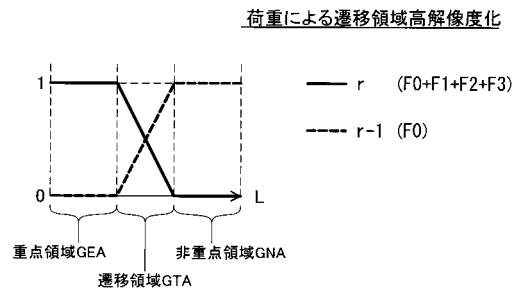 荷重による遷移領域高解像度化
1
r (F0+F1+F2+F3)
r-1 (F0)
0
L
重点領域GEA
非重点領域GNA
遷移領域GTA